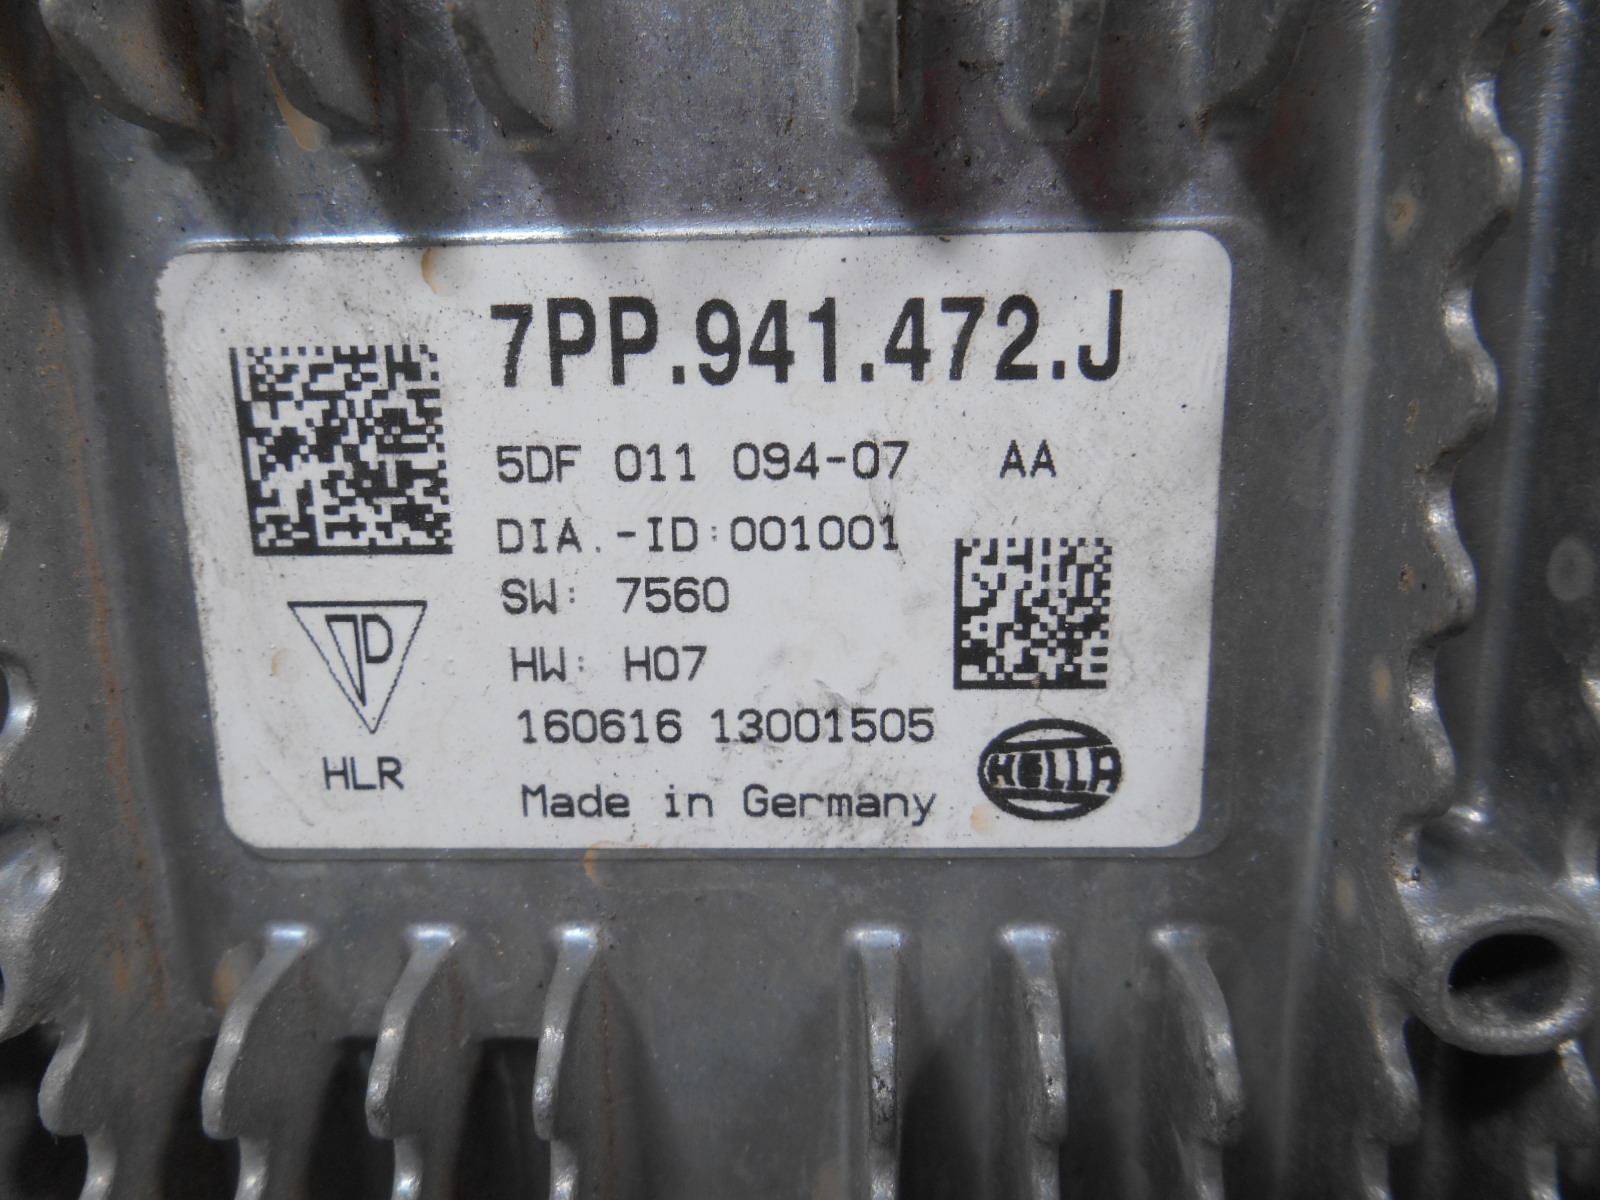 7PP.941.472.J
5DF 011 094-07 AA
DIA.-ID:001001
SW: 7560
HW: H07
160616 13001505
Made in Germany
HLR
HELLA